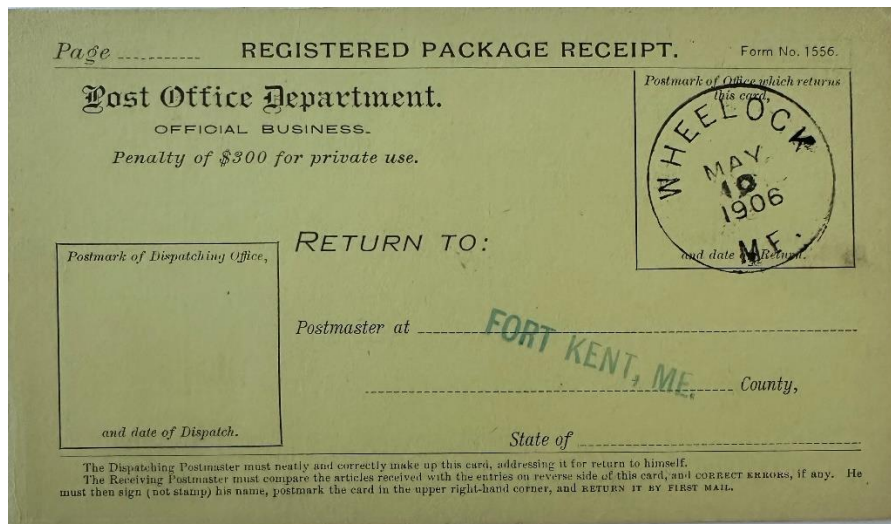 Page REGISTERED PACKAGE RECEIPT. Form No. 1556.
Post Office Department.
OFFICIAL BUSINESS.
Penalty of $300 for private use.
Postmark of Office which returns
this card,
WHEELOCK
MAY
1906
ME.
and date of Return.
RETURN TO:
Postmark of Dispatching Office,
and date of Dispatch.
Postmaster at
FORT KENT, ME.
County,
State of
The Dispatching Postmaster must neatly and correctly make up this card, addressing it for return to himself.
The Receiving Postmaster must compare the articles received with the entries on reverse side of this card, and CORRECT ERRORS, if any. He
must then sign (not stamp) his name, postmark the card in the upper right-hand corner, and RETURN IT BY FIRST MAIL.